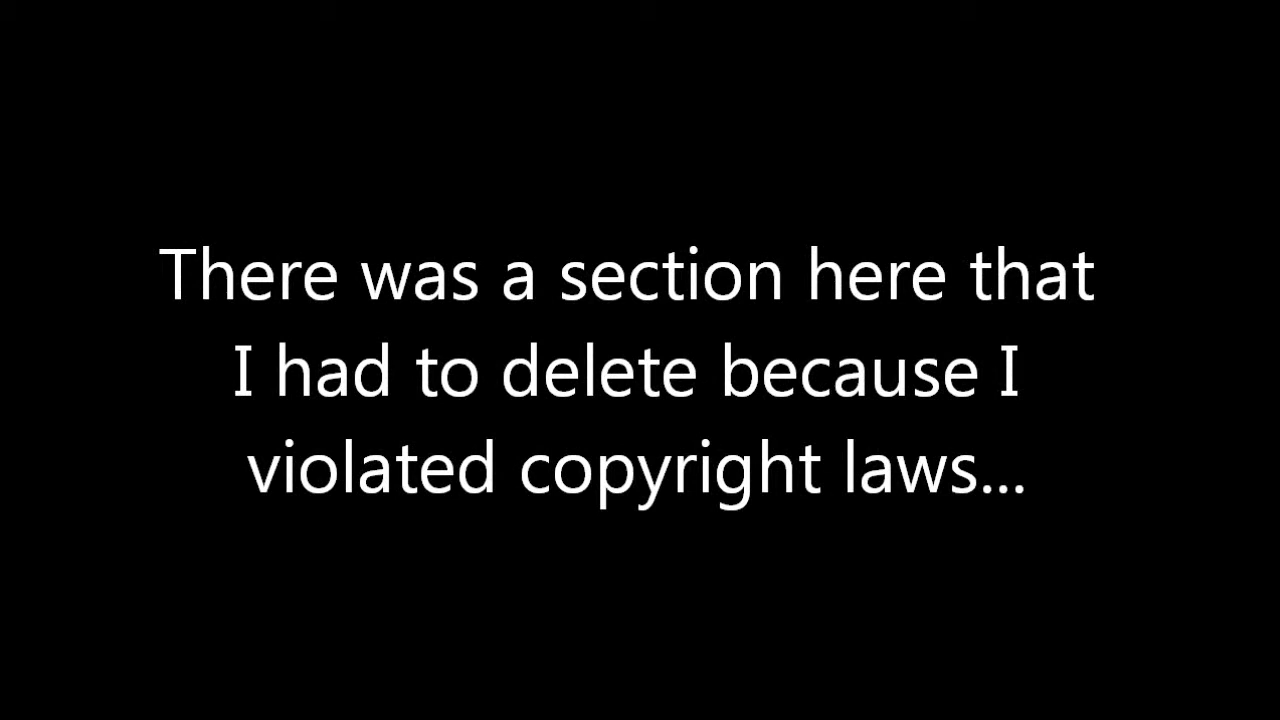 There was a section here that
I had to delete because I
violated copyright laws...